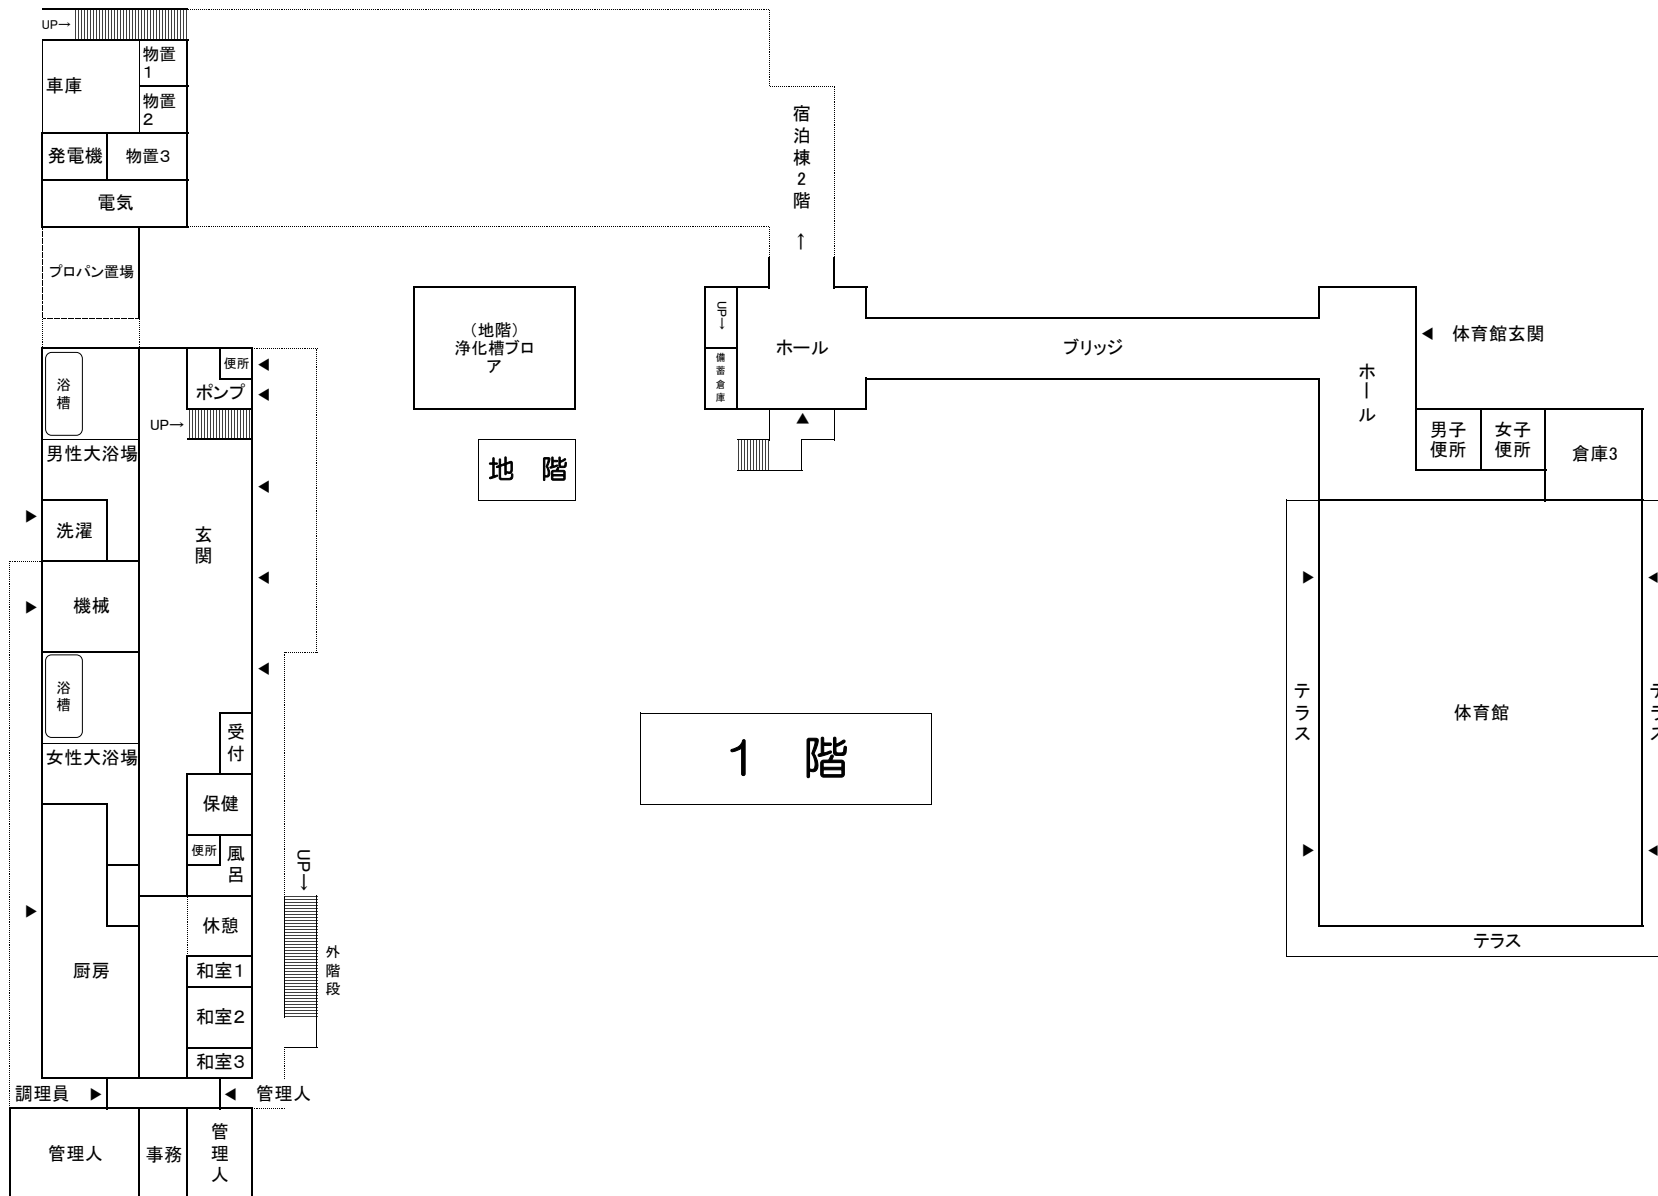 UP→
物置
1
車庫
物置
2
発電機
物置3
電気
プロパン置場
宿泊棟2階
↑
(地階)
浄化槽ブロ
ア
UP→
備蓄倉庫
ホール
ブリッジ
ホール
体育館玄関
男子
便所
女子
便所
倉庫3
地 階
浴槽
便所
ポンプ
UP→
男性大浴場
洗濯
玄関
機械
浴槽
女性大浴場
受付
保健
便所
風呂
UP→
休憩
外階段
厨房
和室1
和室2
和室3
調理員
管理人
管理人
事務
管理人
1 階
テラス
体育館
テラス
テラス